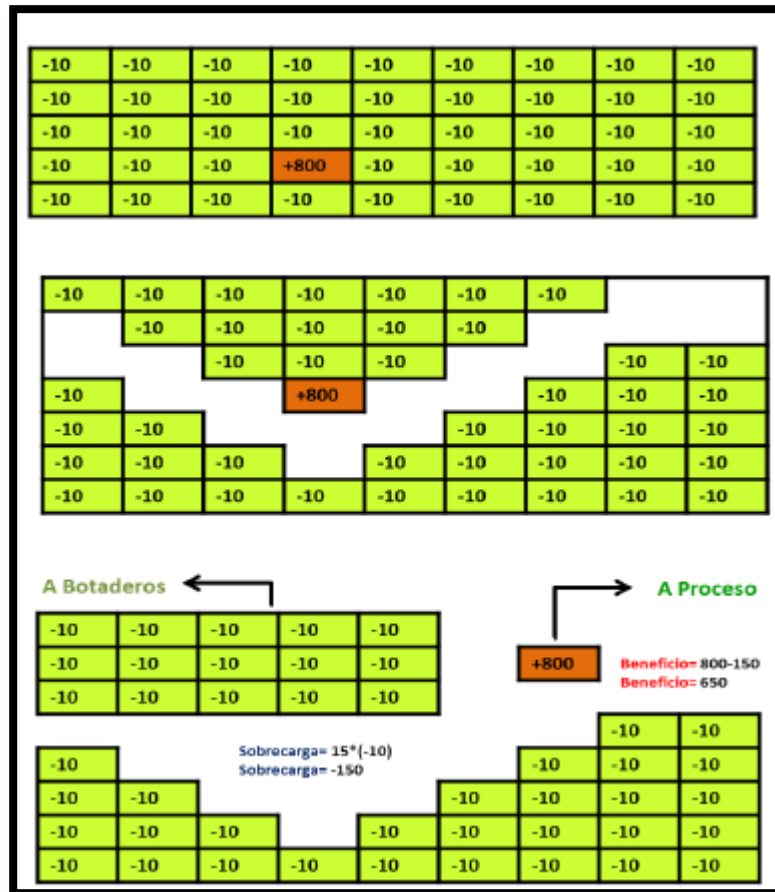 -10 -10 -10 -10 -10 -10 -10 -10 -10
-10 -10 -10 -10 -10 -10 -10 -10 -10
-10 -10 -10 -10 -10 -10 -10 -10 -10
-10 -10 -10 +800 -10 -10 -10 -10 -10
-10 -10 -10 -10 -10 -10 -10 -10 -10
-10 -10 -10 -10 -10 -10 -10
-10 -10 -10 -10 -10
-10 -10 -10 -10 -10
-10 +800 -10 -10 -10
-10 -10 -10 -10 -10 -10
-10 -10 -10 -10 -10 -10 -10 -10
-10 -10 -10 -10 -10 -10 -10 -10 -10
A Botaderos
A Proceso
-10 -10 -10 -10 -10
-10 -10 -10 -10 -10
-10 -10 -10 -10 -10
+800
Beneficio= 800-150
Beneficio= 650
Sobrecarga= 15*(-10)
Sobrecarga= -150
-10 -10
-10 -10 -10 -10
-10 -10 -10 -10 -10 -10
-10 -10 -10 -10 -10 -10 -10 -10
-10 -10 -10 -10 -10 -10 -10 -10 -10